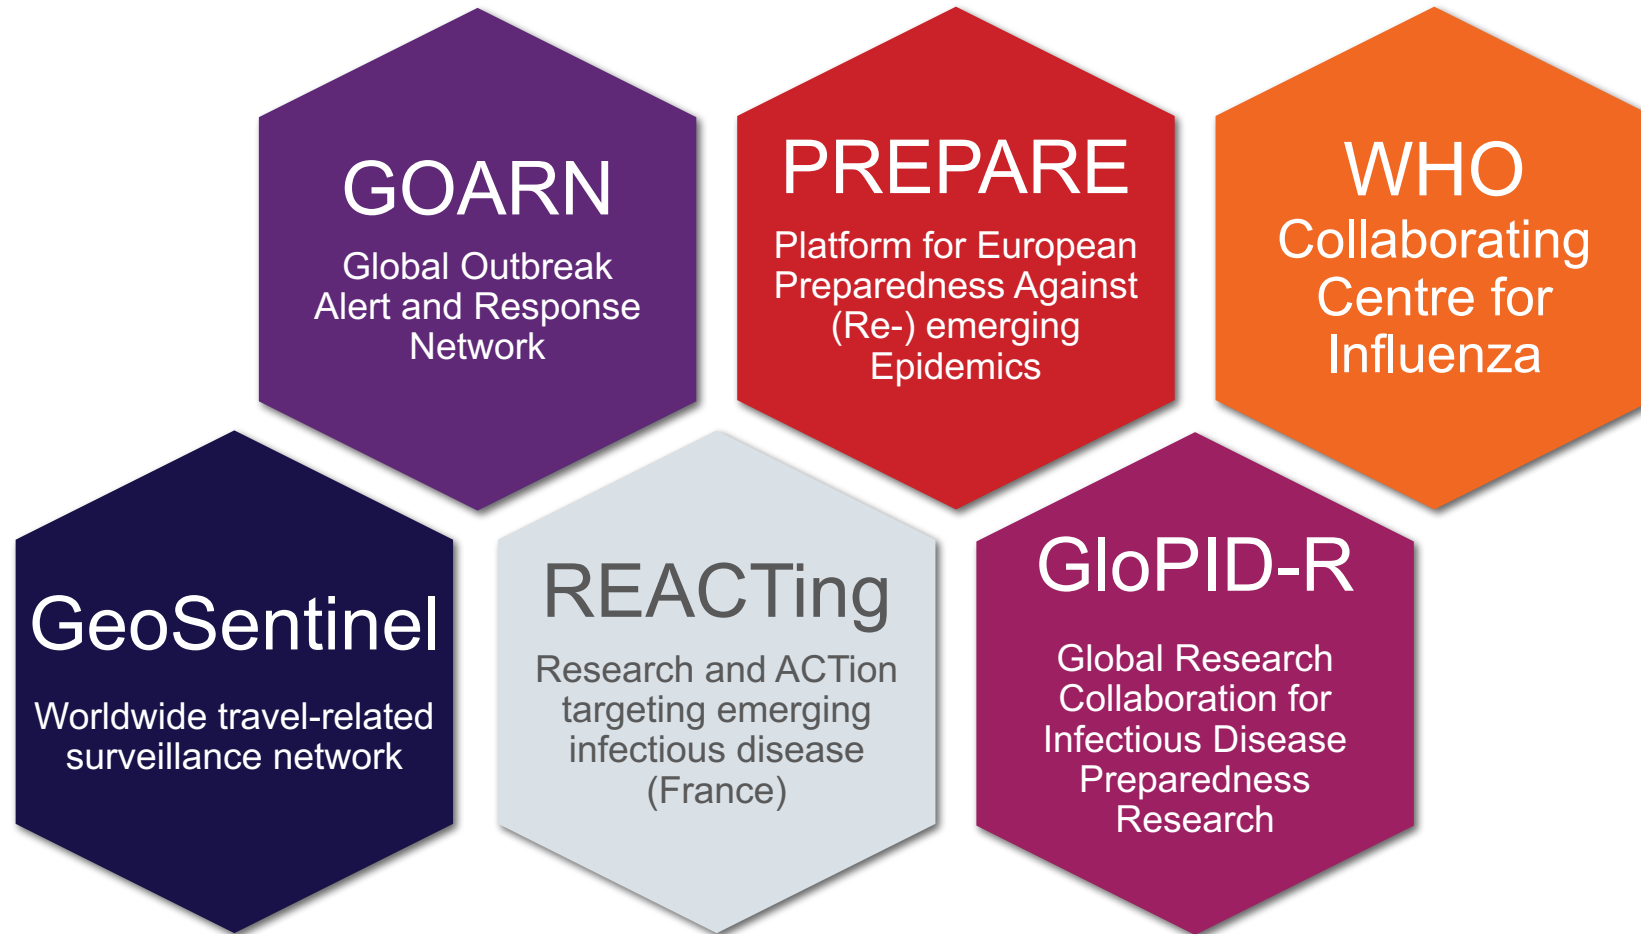 GOARN
Global Outbreak
Alert and Response
Network
PREPARE
Platform for European
Preparedness Against
(Re-) emerging
Epidemics
WHO
Collaborating
Centre for
Influenza
GeoSentinel
Worldwide travel-related
surveillance network
REACTing
Research and ACTion
targeting emerging
infectious disease
(France)
GloPID-R
Global Research
Collaboration for
Infectious Disease
Preparedness
Research